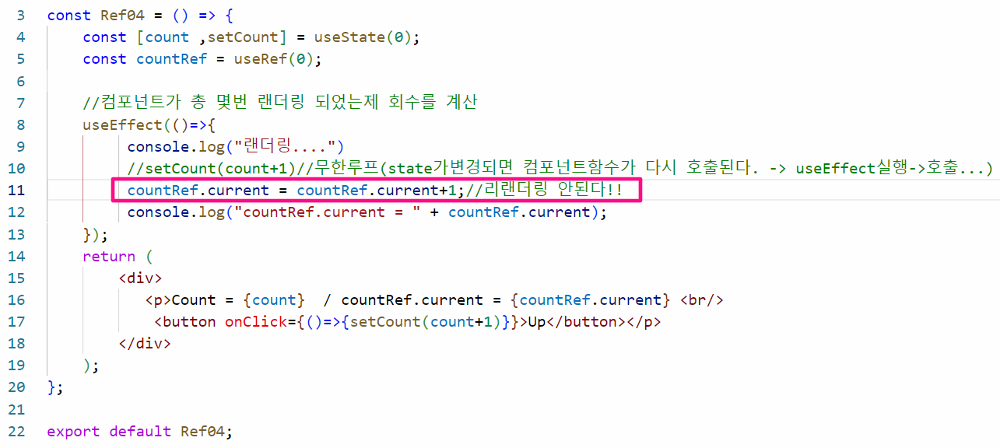 3 const Ref04 = () => {
4 const [count ,setCount] = useState(0);
5 const countRef = useRef(0);
6
7 //컴포넌트가 총 몇번 랜더링 되었는제 회수를 계산
8 useEffect(()=>{
9 console.log("랜더링....")
10 //setCount(count+1)//무한루프(state가변경되면 컴포넌트함수가 다시 호출된다. -> useEffect실행->호출...)
11 countRef.current = countRef.current+1;//리랜더링 안된다!!
12 console.log("countRef.current = " + countRef.current);
13 });
14 return (
15 <div>
16 <p>Count = {count}  / countRef.current = {countRef.current} <br/>
17 <button onClick={()=>{setCount(count+1)}}>Up</button></p>
18 </div>
19 );
20 };
21
22 export default Ref04;